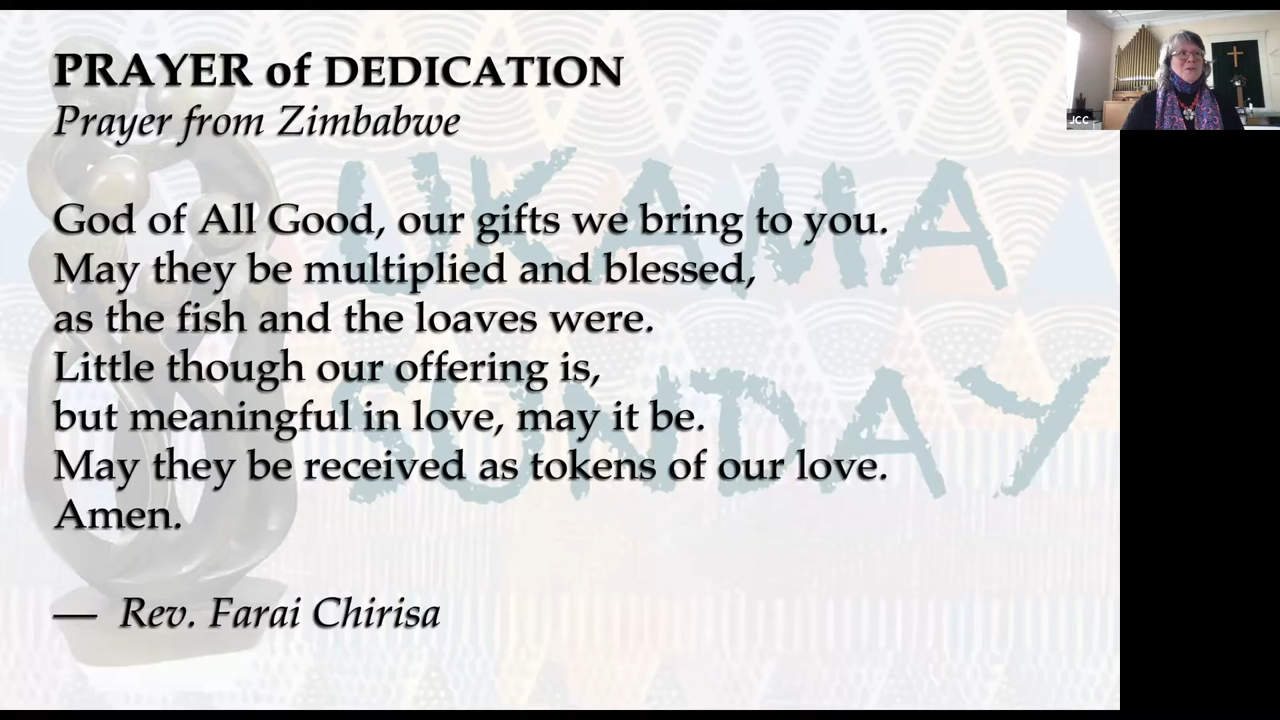 PRAYER of DEDICATION
Prayer from Zimbabwe
God of All Good, our gifts we bring to you.
May they be multiplied and blessed,
as the fish and the loaves were.
Little though our offering is,
but meaningful in love, may it be.
May they be received as tokens of our love.
Amen.
— Rev. Farai Chirisa
UKAMA
SUNDAY
JCC